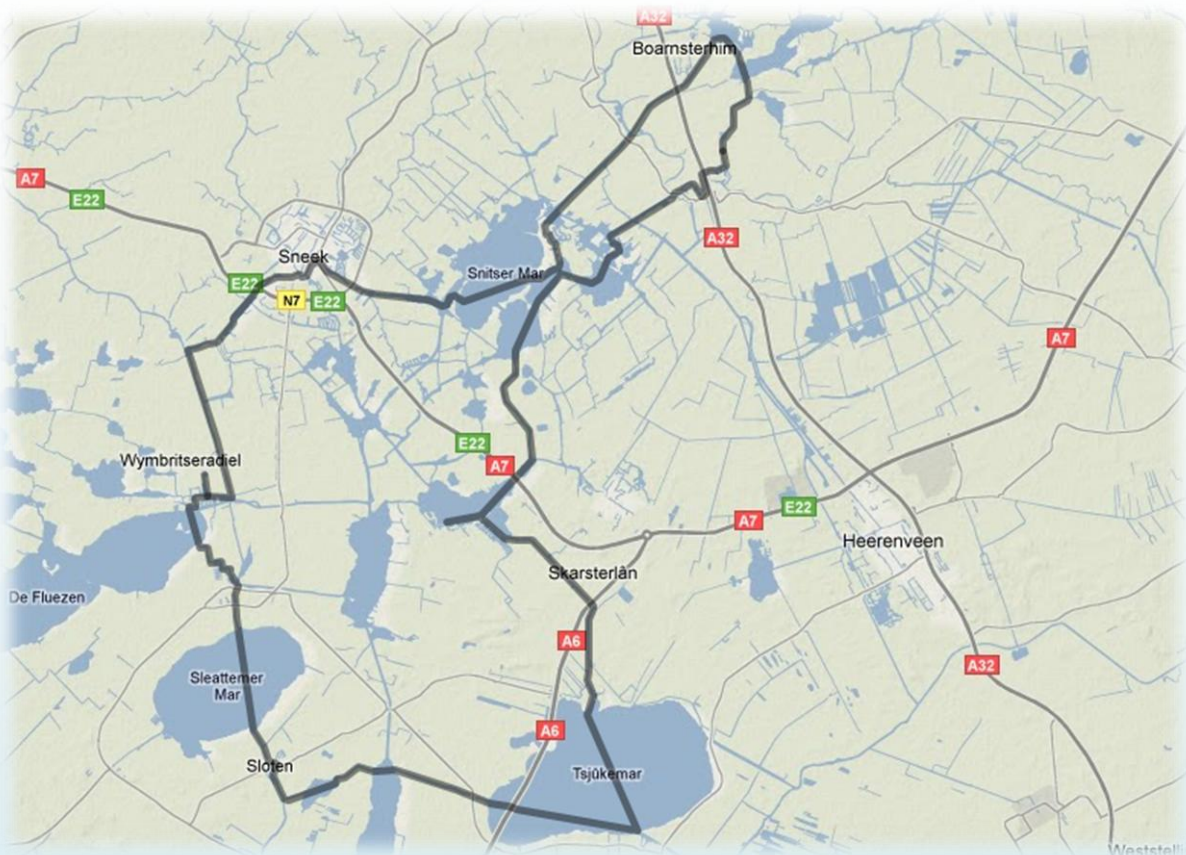 A32
Boarnsterhim
A7
E22
A32
Sneek
Snitser Mar
E22
N7
E22
A7
E22
Wymbritseradiel
A7
A7
E22
Heerenveen
Skarsterlân
De Fluezen
A6
A32
Sleattemer
Mar
A6
Sloten
Tsjûkemar